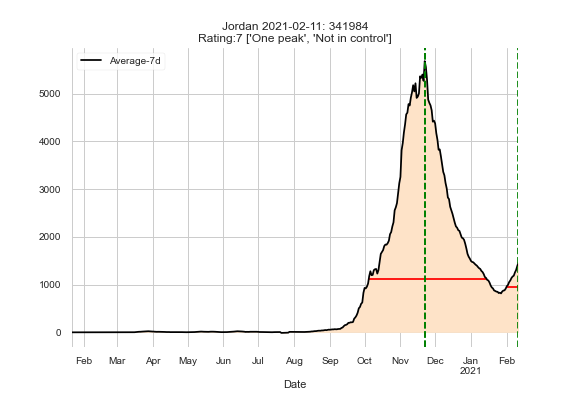 Jordan 2021-02-11: 341984
Rating:7 ['One peak', 'Not in control']
Average-7d
5000
4000
3000
2000
1000
0
Feb Mar Apr May Jun Jul Aug Sep Oct Nov Dec Jan Feb
2021
Date